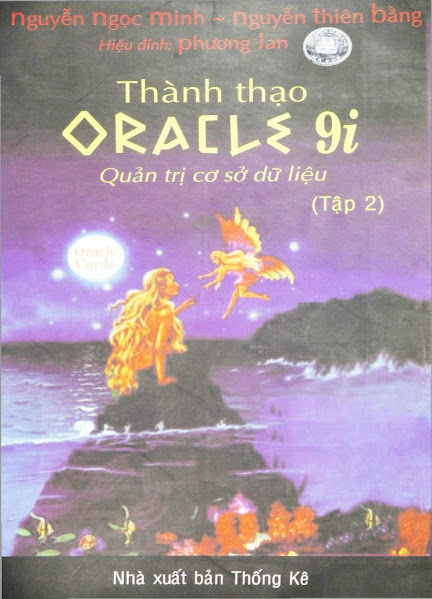 nguyễn ngọc minh ~ nguyễn thiên bằng
Hiệu đính: phương lan
Thành thạo
ORACLE 9i
Quản trị cơ sở dữ liệu
(Tập 2)
Oracle
Cards
Nhà xuất bản Thống Kê